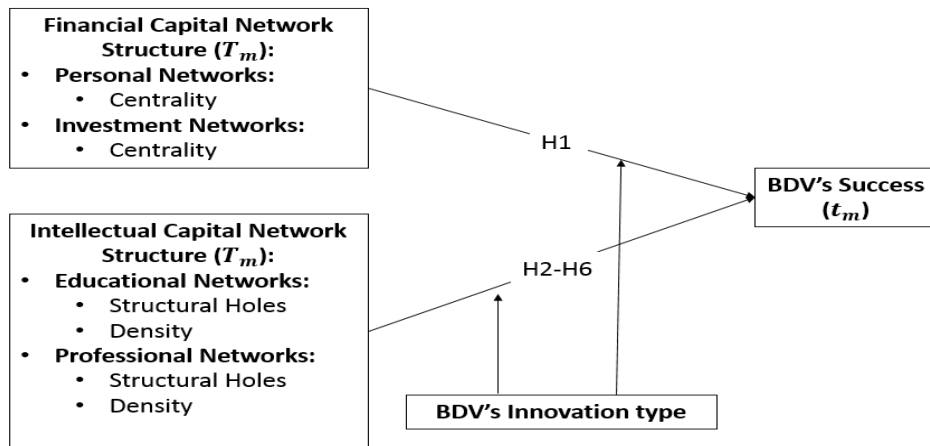 Financial Capital Network
Structure (𝑻𝒎):
• Personal Networks:
• Centrality
• Investment Networks:
• Centrality
H1
BDV's Success
(𝒕𝒎)
Intellectual Capital Network
Structure (𝑻𝒎):
• Educational Networks:
• Structural Holes
• Density
• Professional Networks:
• Structural Holes
• Density
H2-H6
BDV's Innovation type